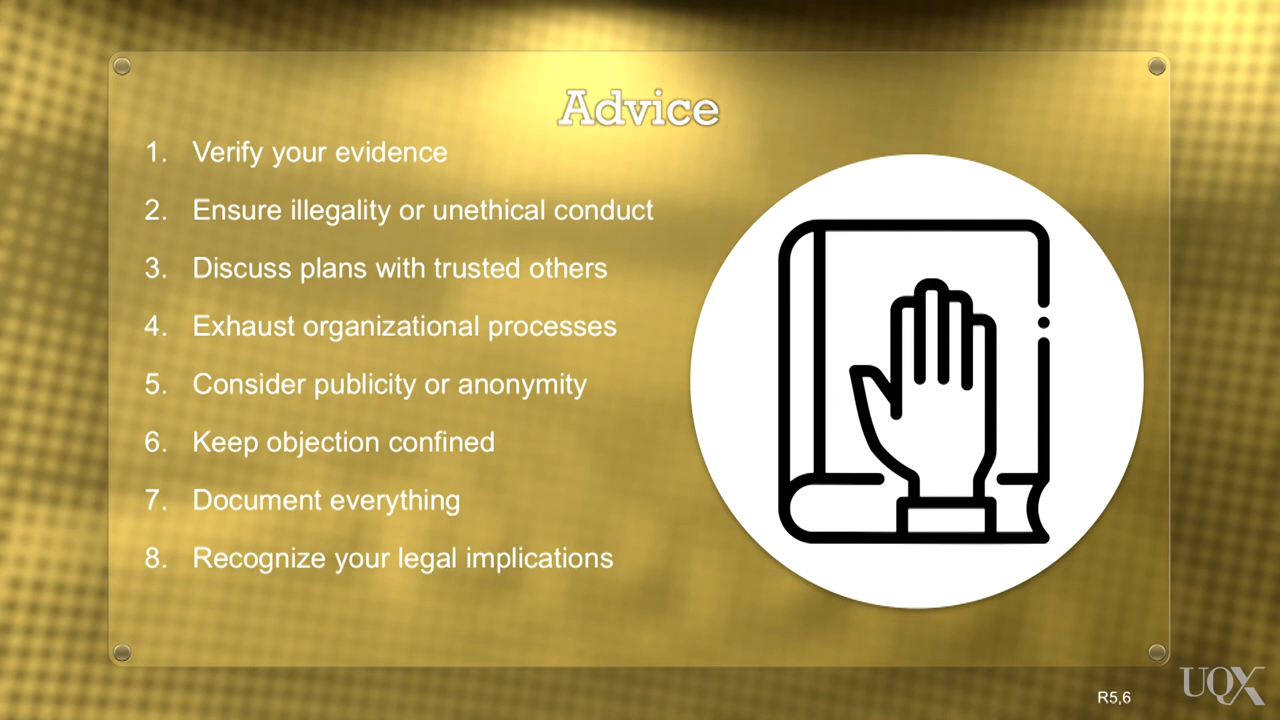 Advice
1. Verify your evidence
2. Ensure illegality or unethical conduct
3. Discuss plans with trusted others
4. Exhaust organizational processes
5. Consider publicity or anonymity
6. Keep objection confined
7. Document everything
8. Recognize your legal implications
R5,6
UQX